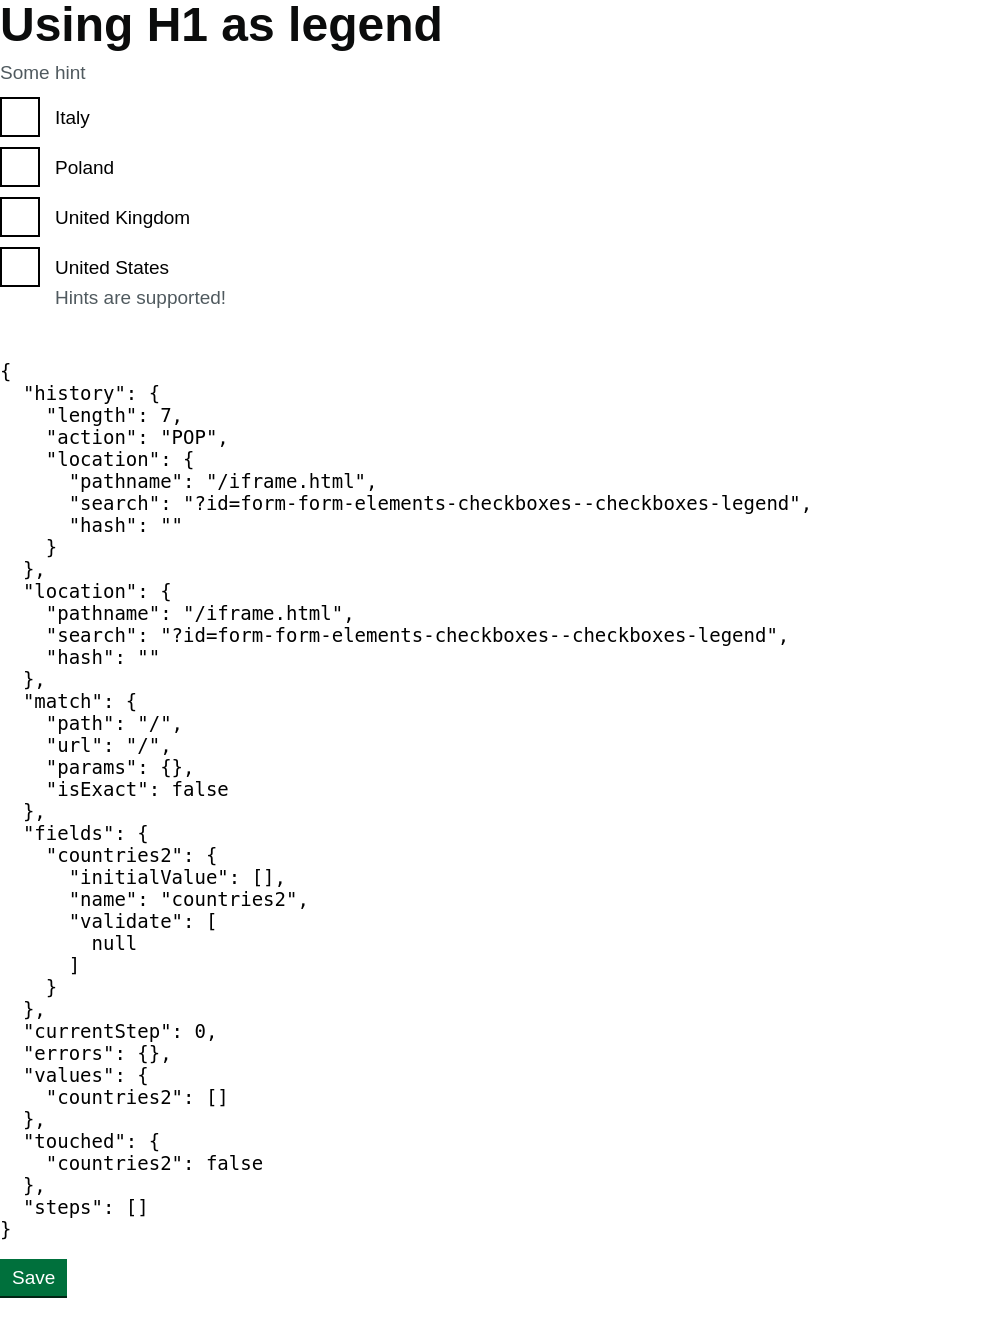 Using H1 as legend
Some hint
Italy
Poland
United Kingdom
United States
Hints are supported!
{
  "history": {
    "length": 7,
    "action": "POP",
    "location": {
      "pathname": "/iframe.html",
      "search": "?id=form-form-elements-checkboxes--checkboxes-legend",
      "hash": ""
    }
  },
  "location": {
    "pathname": "/iframe.html",
    "search": "?id=form-form-elements-checkboxes--checkboxes-legend",
    "hash": ""
  },
  "match": {
    "path": "/",
    "url": "/",
    "params": {},
    "isExact": false
  },
  "fields": {
    "countries2": {
      "initialValue": [],
      "name": "countries2",
      "validate": [
        null
      ]
    }
  },
  "currentStep": 0,
  "errors": {},
  "values": {
    "countries2": []
  },
  "touched": {
    "countries2": false
  },
  "steps": []
}
Save